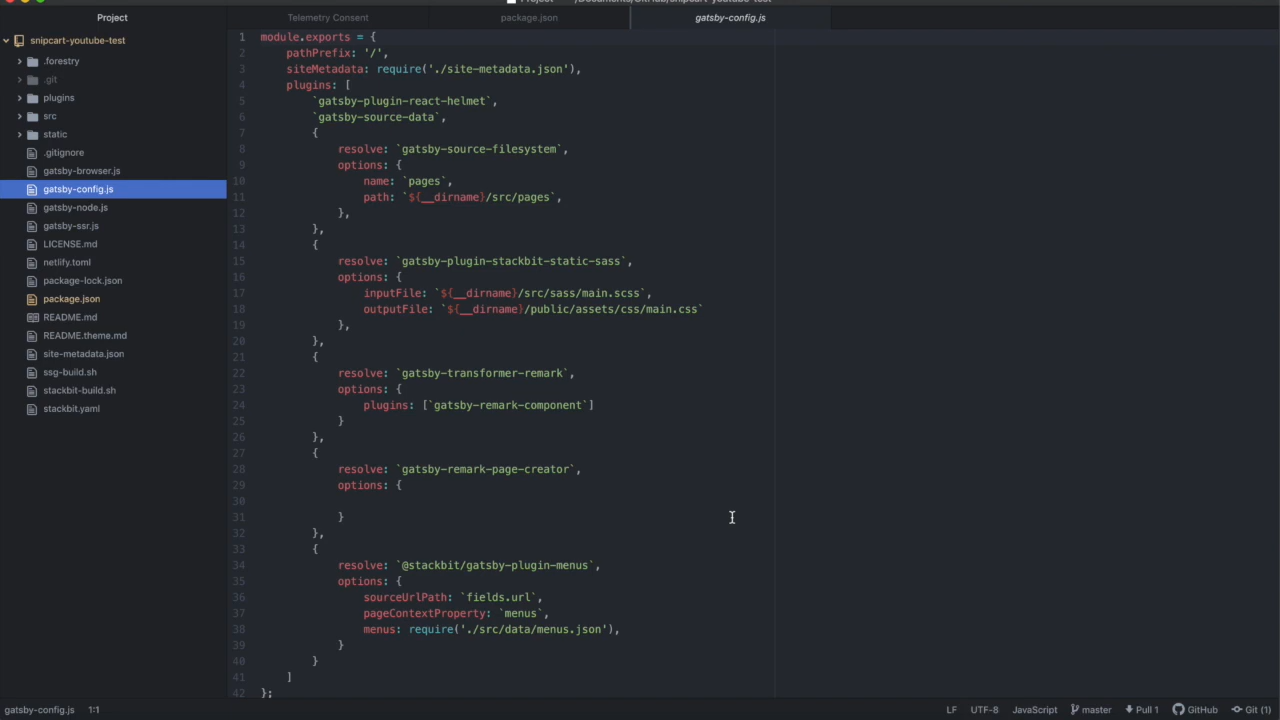 Project
Telemetry Consent
package.json
gatsby-config.js
snipcart-youtube-test
.forestry
.git
plugins
src
static
.gitignore
gatsby-browser.js
gatsby-config.js
gatsby-node.js
gatsby-ssr.js
LICENSE.md
netlify.toml
package-lock.json
package.json
README.md
README.theme.md
site-metadata.json
ssg-build.sh
stackbit-build.sh
stackbit.yaml
1 module.exports = {
2 pathPrefix: '/',
3 siteMetadata: require('./site-metadata.json'),
4 plugins: [
5 `gatsby-plugin-react-helmet`,
6 `gatsby-source-data`,
7 {
8 resolve: `gatsby-source-filesystem`,
9 options: {
10 name: `pages`,
11 path: `${__dirname}/src/pages`,
12 },
13 },
14 {
15 resolve: `gatsby-plugin-stackbit-static-sass`,
16 options: {
17 inputFile: `${__dirname}/src/sass/main.scss`,
18 outputFile: `${__dirname}/public/assets/css/main.css`
19 },
20 },
21 {
22 resolve: `gatsby-transformer-remark`,
23 options: {
24 plugins: [`gatsby-remark-component`]
25 }
26 },
27 {
28 resolve: `gatsby-remark-page-creator`,
29 options: {
30
31 }
32 },
33 {
34 resolve: `@stackbit/gatsby-plugin-menus`,
35 options: {
36 sourceUrlPath: `fields.url`,
37 pageContextProperty: `menus`,
38 menus: require('./src/data/menus.json'),
39 }
40 }
41 ]
42 };
gatsby-config.js 1:1 LF UTF-8 JavaScript master Pull 1 GitHub Git (1)